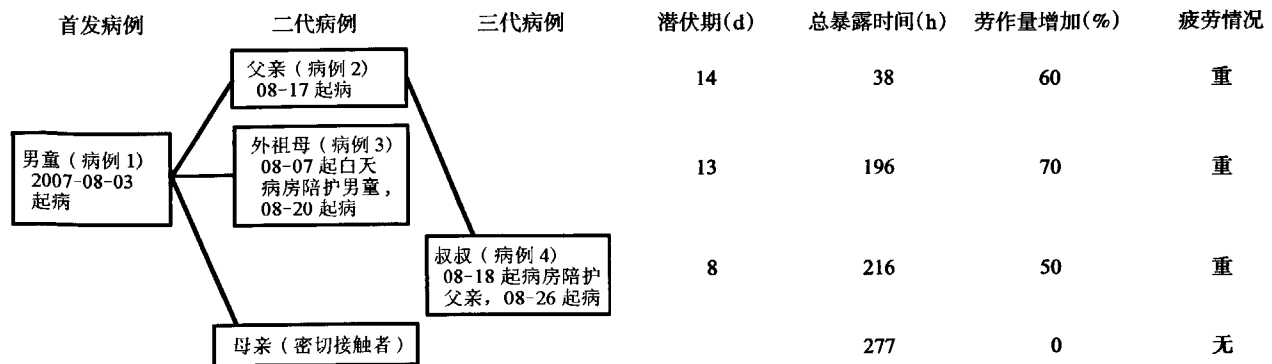 首发病例 二代病例 三代病例 潜伏期(d) 总暴露时间(h) 劳作量增加(%) 疲劳情况
父亲(病例2)
08-17起病
14 38 60 重
男童(病例1)
2007-08-03
起病
外祖母(病例3)
08-07起白天
病房陪护男童,
08-20起病
13 196 70 重
叔叔(病例4)
08-18起病房陪护
父亲,08-26起病
8 216 50 重
母亲(密切接触者)
277 0 无